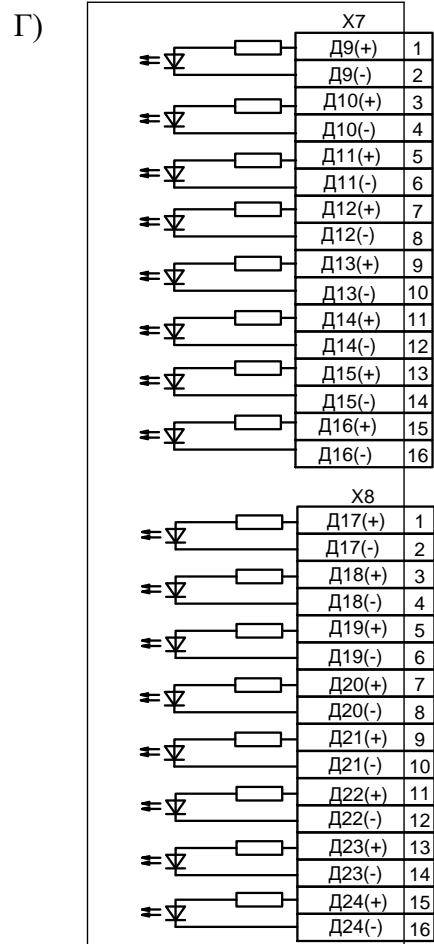 Г)
X7
Д9(+) 1
Д9(-) 2
Д10(+) 3
Д10(-) 4
Д11(+) 5
Д11(-) 6
Д12(+) 7
Д12(-) 8
Д13(+) 9
Д13(-) 10
Д14(+) 11
Д14(-) 12
Д15(+) 13
Д15(-) 14
Д16(+) 15
Д16(-) 16
X8
Д17(+) 1
Д17(-) 2
Д18(+) 3
Д18(-) 4
Д19(+) 5
Д19(-) 6
Д20(+) 7
Д20(-) 8
Д21(+) 9
Д21(-) 10
Д22(+) 11
Д22(-) 12
Д23(+) 13
Д23(-) 14
Д24(+) 15
Д24(-) 16